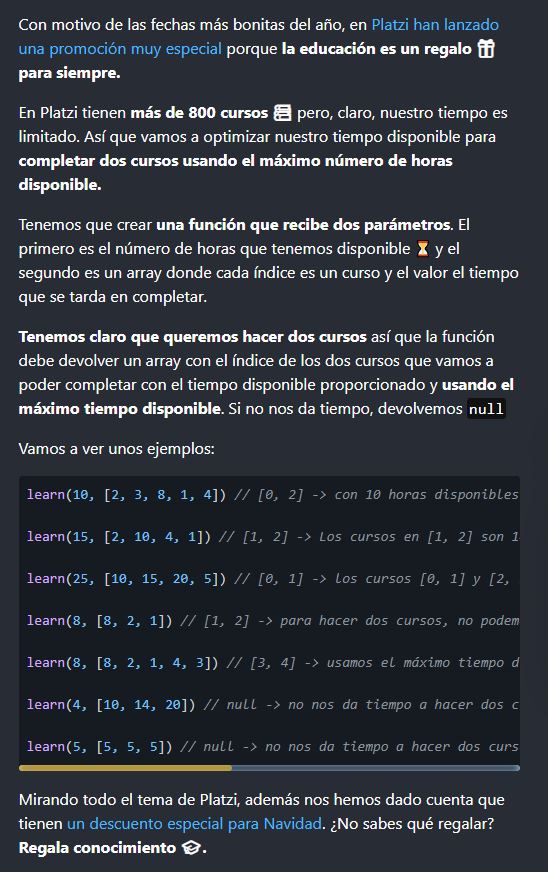 Con motivo de las fechas más bonitas del año, en Platzi han lanzado
una promoción muy especial porque la educación es un regalo 🎁
para siempre.
En Platzi tienen más de 800 cursos pero, claro, nuestro tiempo es
limitado. Así que vamos a optimizar nuestro tiempo disponible para
completar dos cursos usando el máximo número de horas
disponible.
Tenemos que crear una función que recibe dos parámetros. El
primero es el número de horas que tenemos disponible ⏳ y el
segundo es un array donde cada índice es un curso y el valor el tiempo
que se tarda en completar.
Tenemos claro que queremos hacer dos cursos así que la función
debe devolver un array con el índice de los dos cursos que vamos a
poder completar con el tiempo disponible proporcionado y usando el
máximo tiempo disponible. Si no nos da tiempo, devolvemos null
Vamos a ver unos ejemplos:
learn(10, [2, 3, 8, 1, 4]) // [0, 2] -> con 10 horas disponibles
learn(15, [2, 10, 4, 1]) // [1, 2] -> Los cursos en [1, 2] son 1
learn(25, [10, 15, 20, 5]) // [0, 1] -> los cursos [0, 1] y [2,
learn(8, [8, 2, 1]) // [1, 2] -> para hacer dos cursos, no podem
learn(8, [8, 2, 1, 4, 3]) // [3, 4] -> usamos el máximo tiempo d
learn(4, [10, 14, 20]) // null -> no nos da tiempo a hacer dos c
learn(5, [5, 5, 5]) // null -> no nos da tiempo a hacer dos curs
Mirando todo el tema de Platzi, además nos hemos dado cuenta que
tienen un descuento especial para Navidad. ¿No sabes qué regalar?
Regala conocimiento 🎓.